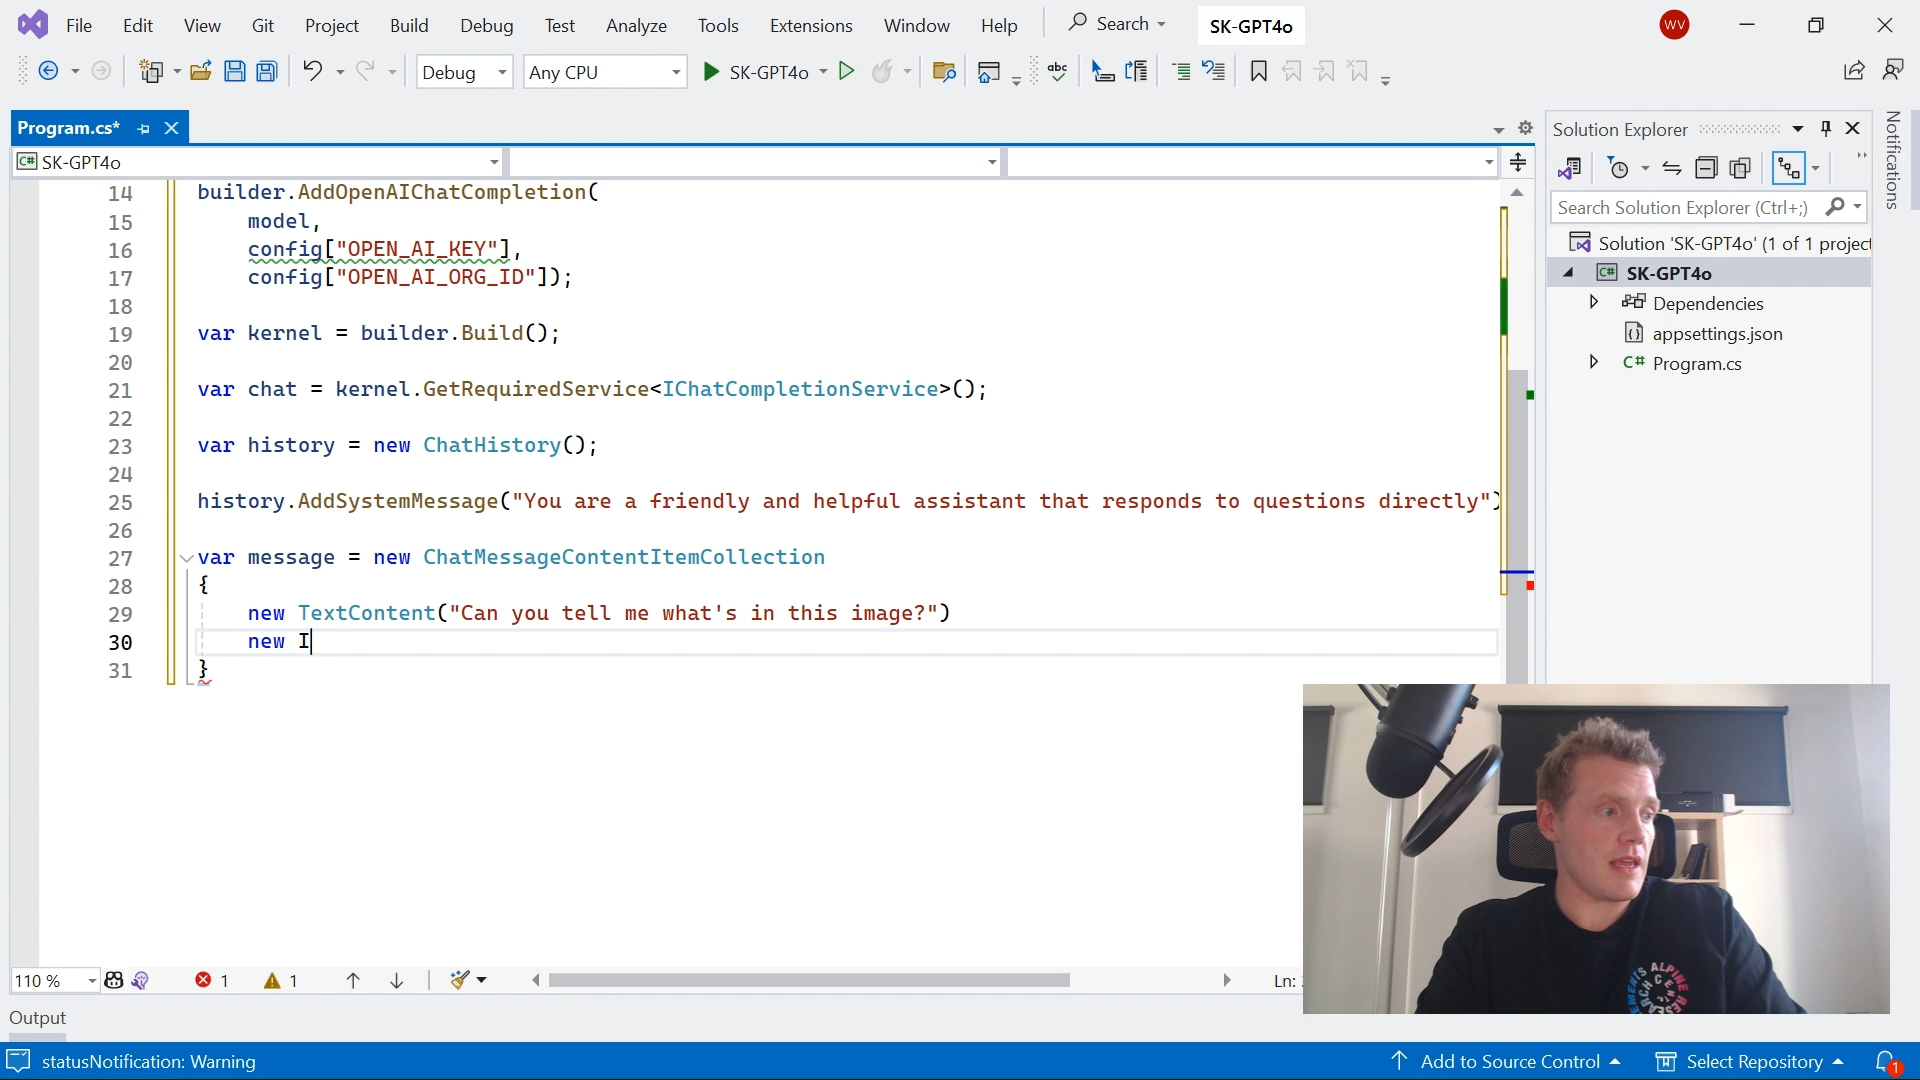 File Edit View Git Project Build Debug Test Analyze Tools Extensions Window Help Search SK-GPT4o WV
Debug Any CPU SK-GPT4o abc
Program.cs*
C# SK-GPT4o
14 builder.AddOpenAIChatCompletion(
15 model,
16 config["OPEN_AI_KEY"],
17 config["OPEN_AI_ORG_ID"]);
18
19 var kernel = builder.Build();
20
21 var chat = kernel.GetRequiredService<IChatCompletionService>();
22
23 var history = new ChatHistory();
24
25 history.AddSystemMessage("You are a friendly and helpful assistant that responds to questions directly")
26
27 var message = new ChatMessageContentItemCollection
28 {
29 new TextContent("Can you tell me what's in this image?")
30 new I
31 }
Solution Explorer
Search Solution Explorer (Ctrl+;)
Solution 'SK-GPT4o' (1 of 1 project
C# SK-GPT4o
Dependencies
appsettings.json
C# Program.cs
Notifications
ALPINE
RESEARCH CEN
110 % 1 1 Ln:
Output
statusNotification: Warning Add to Source Control Select Repository 1